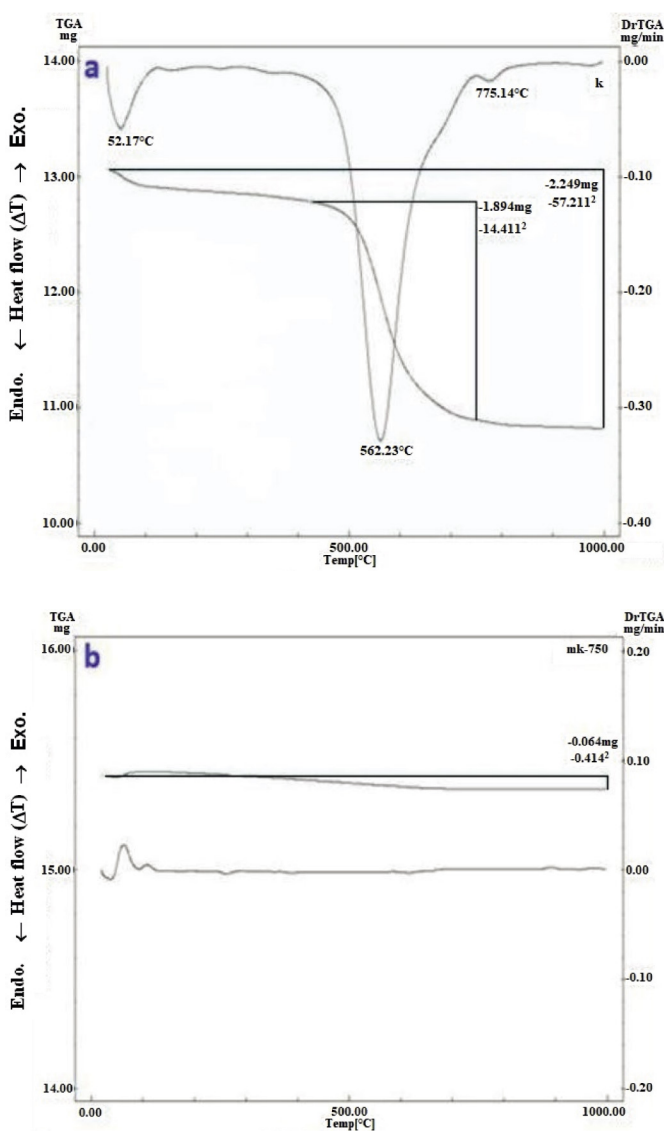 TGA
mg
DrTGA
mg/min
14.00
a
0.00
k
775.14°C
52.17°C
13.00
-0.10
-2.249mg
-57.211²
-1.894mg
-14.411²
12.00
-0.20
11.00
-0.30
562.23°C
10.00
-0.40
0.00
500.00
1000.00
Temp[°C]
Endo. ← Heat flow (ΔT) → Exo.
TGA
mg
DrTGA
mg/min
16.00
b
mk-750
0.20
-0.064mg
-0.414²
0.10
15.00
0.00
-0.10
14.00
-0.20
0.00
500.00
1000.00
Temp[°C]
Endo. ← Heat flow (ΔT) → Exo.